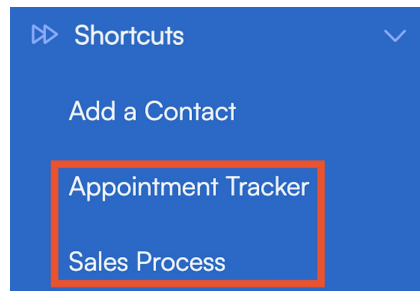 Shortcuts
Add a Contact
Appointment Tracker
Sales Process